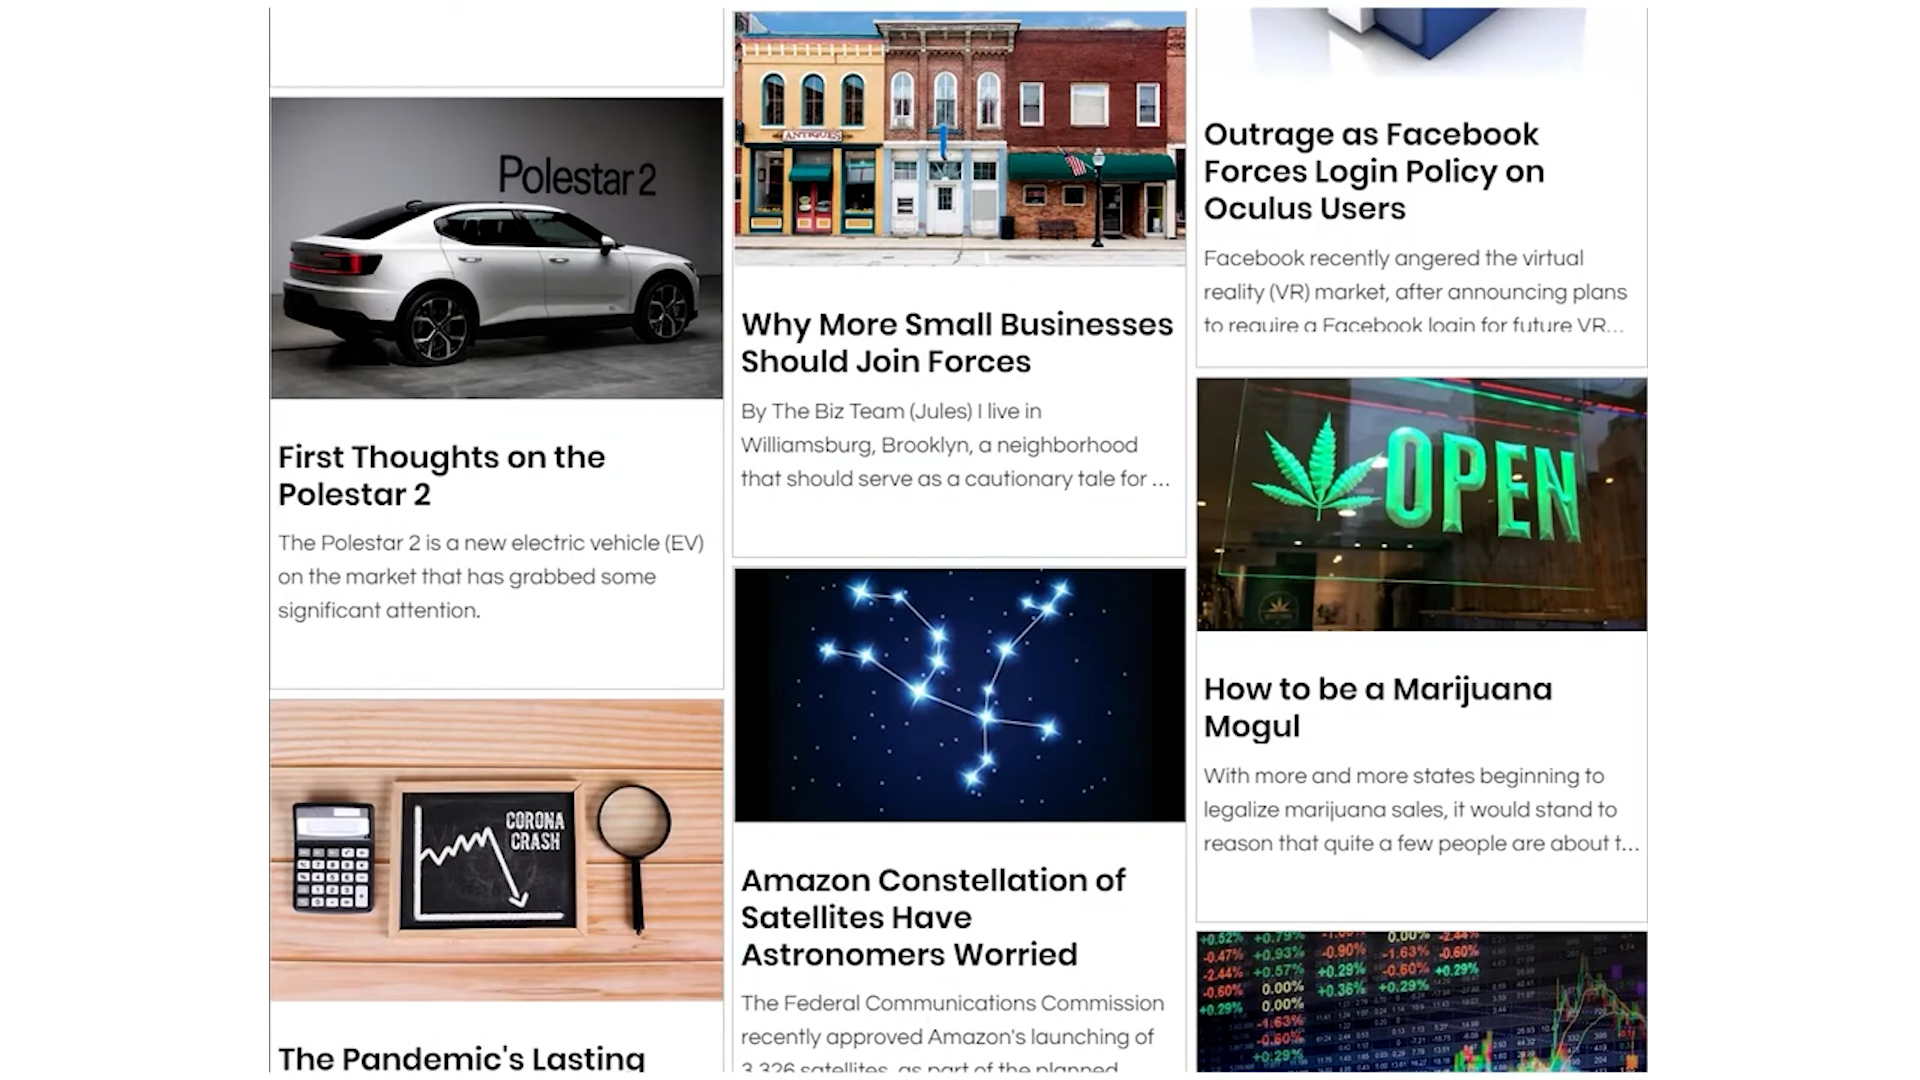 Polestar 2
First Thoughts on the
Polestar 2
The Polestar 2 is a new electric vehicle (EV)
on the market that has grabbed some
significant attention.
CORONA
CRASH
The Pandemic's Lasting
ANTIQUES
Why More Small Businesses
Should Join Forces
By The Biz Team (Jules) I live in
Williamsburg, Brooklyn, a neighborhood
that should serve as a cautionary tale for ...
Amazon Constellation of
Satellites Have
Astronomers Worried
The Federal Communications Commission
recently approved Amazon's launching of
3,326 satellites, as part of the planned
Outrage as Facebook
Forces Login Policy on
Oculus Users
Facebook recently angered the virtual
reality (VR) market, after announcing plans
to require a Facebook login for future VR...
OPEN
How to be a Marijuana
Mogul
With more and more states beginning to
legalize marijuana sales, it would stand to
reason that quite a few people are about t...
+0.52% +0.79% 0.00% -2.44%
-0.47% +0.93% -0.90% -1.63% -0.60%
-2.44% +0.57% +0.29% -0.60% +0.29%
-0.60% 0.00% +0.36% +0.29%
+0.29% 0.00%
-1.63%
-0.60%
+0.29%